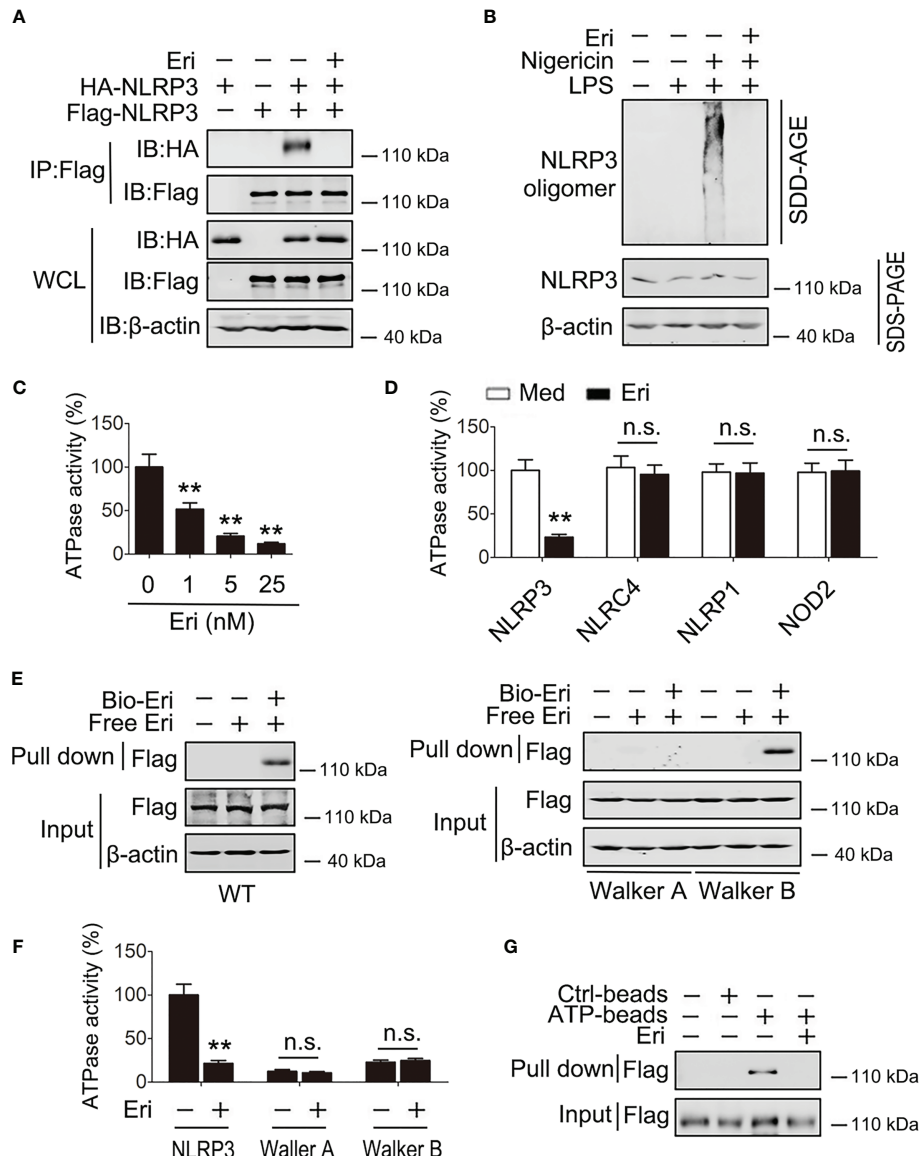 A
Eri − − − +
HA-NLRP3 + − + +
Flag-NLRP3 − + + +
IP:Flag
IB:HA
110 kDa
IB:Flag
110 kDa
WCL
IB:HA
110 kDa
IB:Flag
110 kDa
IB:β-actin
40 kDa
B
Eri − − − +
Nigericin − − + +
LPS − + + +
NLRP3
oligomer
SDD-AGE
NLRP3
110 kDa
β-actin
40 kDa
SDS-PAGE
C
ATPase activity (%)
150
100
50
0
**
**
**
0 1 5 25
Eri (nM)
D
Med Eri
ATPase activity (%)
150
100
50
0
**
n.s.
n.s.
n.s.
NLRP3
NLRC4
NLRP1
NOD2
E
Bio-Eri − − +
Free Eri − + +
Pull down Flag
110 kDa
Input
Flag
110 kDa
β-actin
40 kDa
WT
Bio-Eri − − + − − +
Free Eri − + + − + +
Pull down Flag
110 kDa
Input
Flag
110 kDa
β-actin
40 kDa
Walker A Walker B
F
ATPase activity (%)
150
100
50
0
**
n.s.
n.s.
Eri − + − + − +
NLRP3 Waller A Walker B
G
Ctrl-beads − + − −
ATP-beads − − + +
Eri − − − +
Pull down Flag
110 kDa
Input Flag
110 kDa